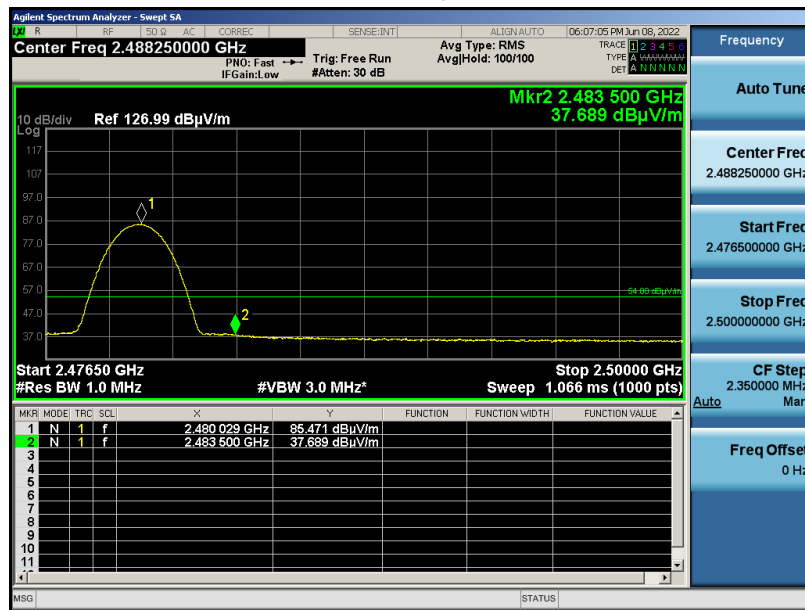 Agilent Spectrum Analyzer - Swept SA
LXI R RF 50 Ω AC CORREC SENSE:INT ALIGN AUTO 06:07:05 PM Jun 08, 2022
Center Freq 2.488250000 GHz
PNO: Fast
IFGain:Low
Trig: Free Run
#Atten: 30 dB
Avg Type: RMS
Avg|Hold: 100/100
TRACE 1 2 3 4 5 6
TYPE A
DET A N N N N N
Mkr2 2.483 500 GHz
37.689 dBµV/m
10 dB/div Ref 126.99 dBµV/m
Log
117
107
97.0
87.0
77.0
67.0
57.0
47.0
37.0
1
2
54.00 dBµV/m
Start 2.47650 GHz Stop 2.50000 GHz
#Res BW 1.0 MHz #VBW 3.0 MHz* Sweep 1.066 ms (1000 pts)
MKR MODE TRC SCL X Y FUNCTION FUNCTION WIDTH FUNCTION VALUE
1 N 1 f 2.480 029 GHz 85.471 dBµV/m
2 N 1 f 2.483 500 GHz 37.689 dBµV/m
3
4
5
6
7
8
9
10
11
MSG STATUS
Frequency
Auto Tune
Center Freq
2.488250000 GHz
Start Freq
2.476500000 GHz
Stop Freq
2.500000000 GHz
CF Step
2.350000 MHz
Auto Man
Freq Offset
0 Hz